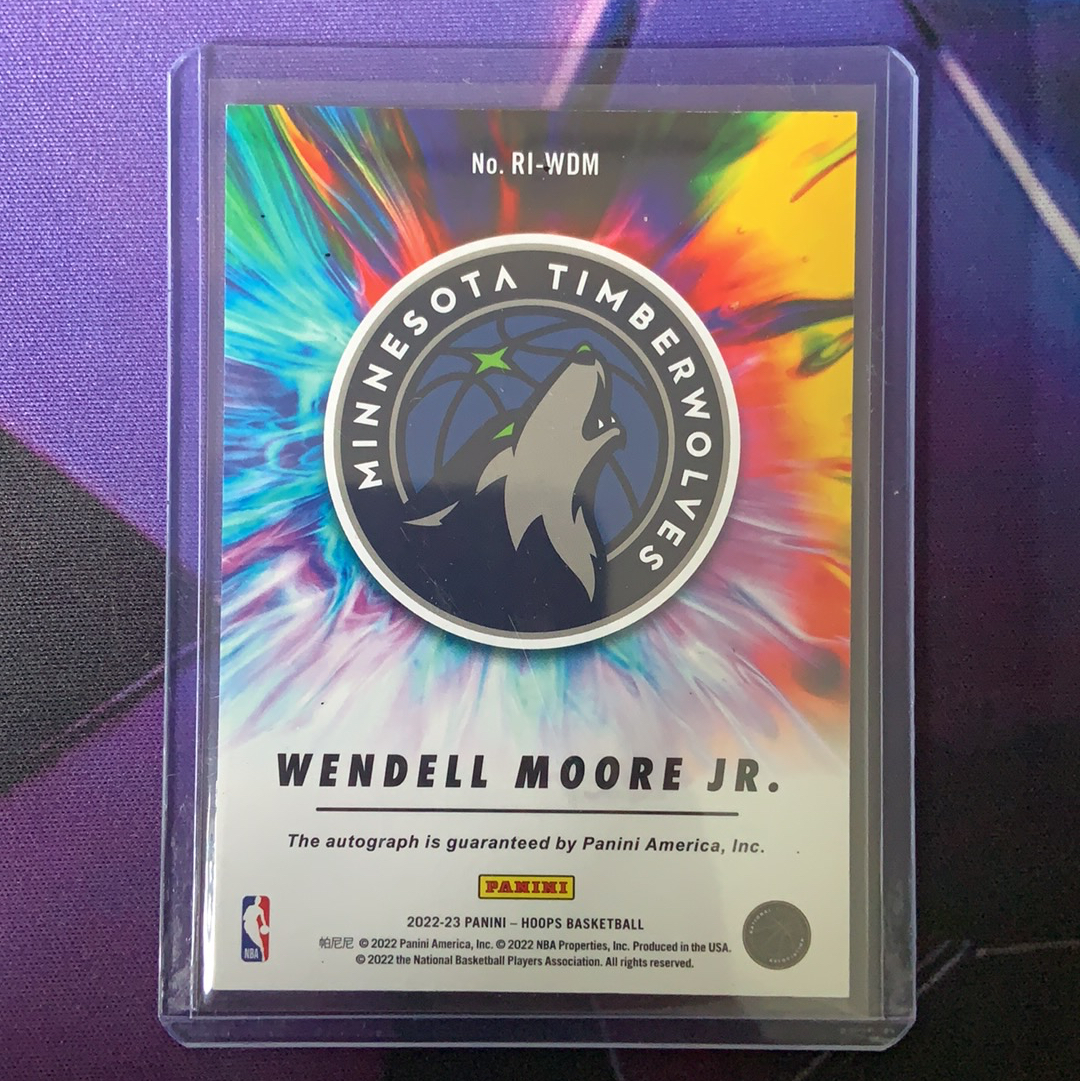 No. RI-WDM
MINNESOTA TIMBERWOLVES
WENDELL MOORE JR.
The autograph is guaranteed by Panini America, Inc.
PANINI
2022-23 PANINI – HOOPS BASKETBALL
帕尼尼 © 2022 Panini America, Inc. © 2022 NBA Properties, Inc. Produced in the USA.
© 2022 the National Basketball Players Association. All rights reserved.
NBA